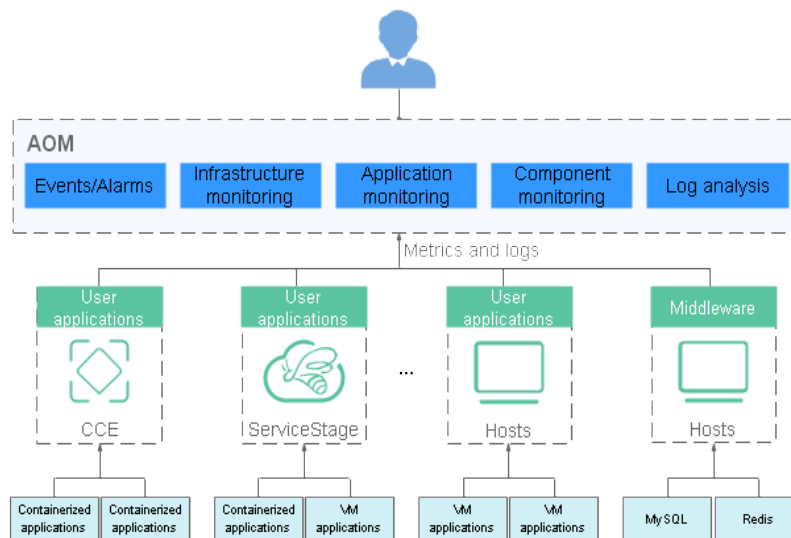 AOM
Events/Alarms
Infrastructure
monitoring
Application
monitoring
Component
monitoring
Log analysis
Metrics and logs
User
applications
User
applications
User
applications
Middleware
CCE
ServiceStage
...
Hosts
Hosts
Containerized
applications
Containerized
applications
Containerized
applications
VM
applications
VM
applications
VM
applications
MySQL
Redis